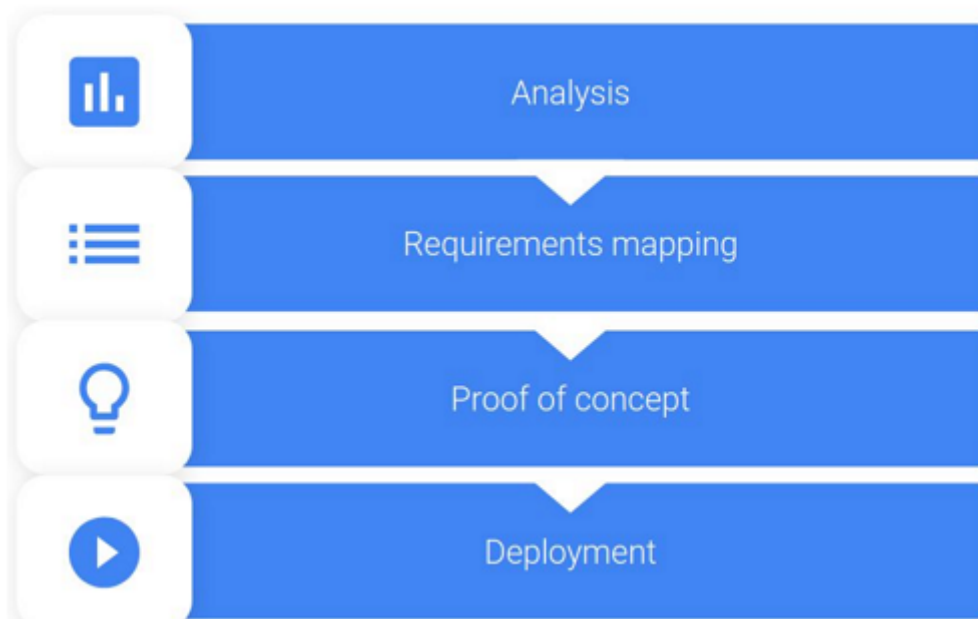 Analysis
Requirements mapping
Proof of concept
Deployment